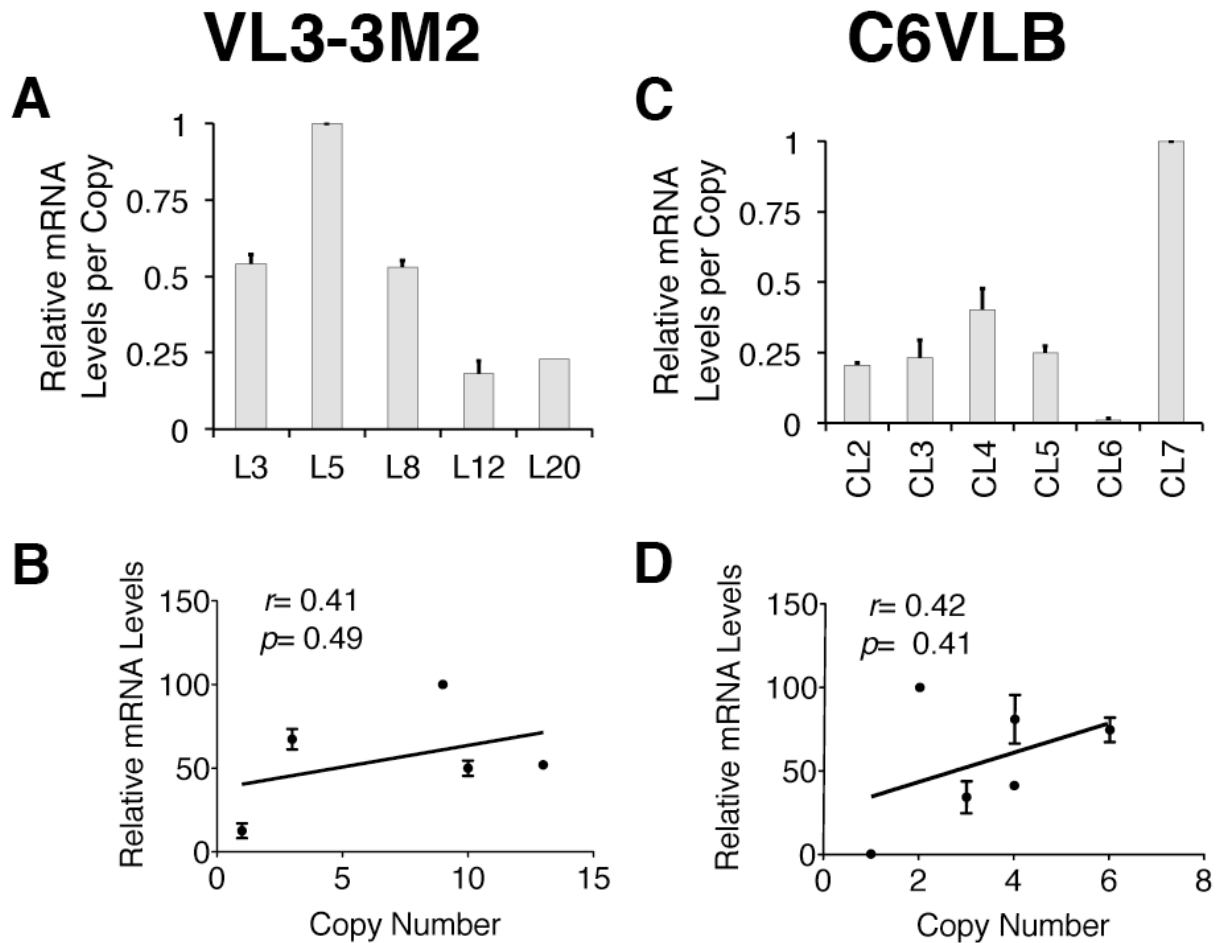 VL3-3M2
C6VLB
A
Relative mRNA
Levels per Copy
1
0.75
0.5
0.25
0
L3 L5 L8 L12 L20
C
Relative mRNA
Levels per Copy
1
0.75
0.5
0.25
0
CL2 CL3 CL4 CL5 CL6 CL7
B
Relative mRNA Levels
150
100
50
0
r= 0.41
p= 0.49
0 5 10 15
Copy Number
D
Relative mRNA Levels
150
100
50
0
r= 0.42
p= 0.41
0 2 4 6 8
Copy Number